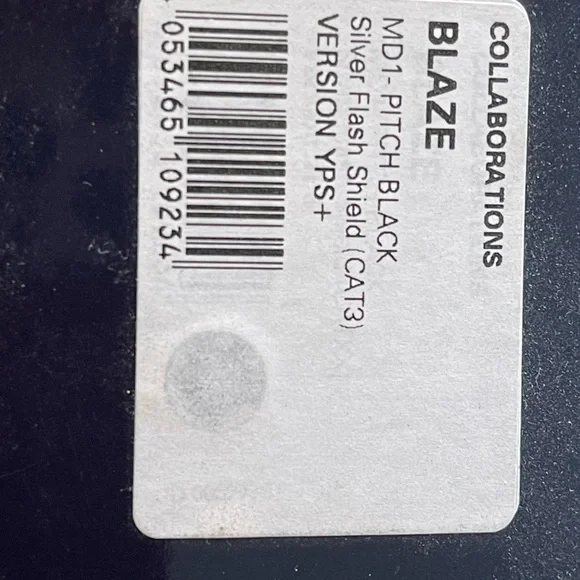 COLLABORATIONS
BLAZE
MD1- PITCH BLACK
Silver Flash Shield (CAT3)
VERSION YPS+
053465 109234